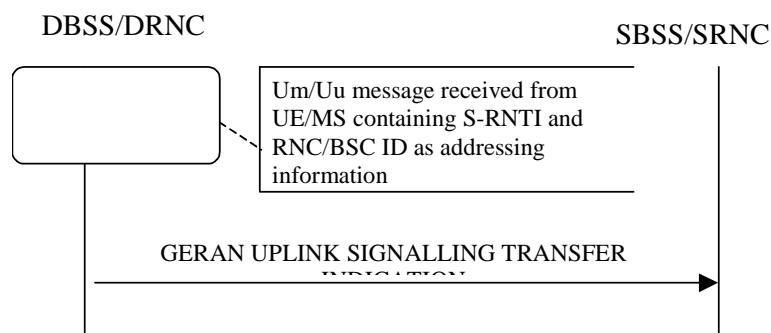 DBSS/DRNC
SBSS/SRNC
Um/Uu message received from
UE/MS containing S-RNTI and
RNC/BSC ID as addressing
information
GERAN UPLINK SIGNALLING TRANSFER
INDICATION